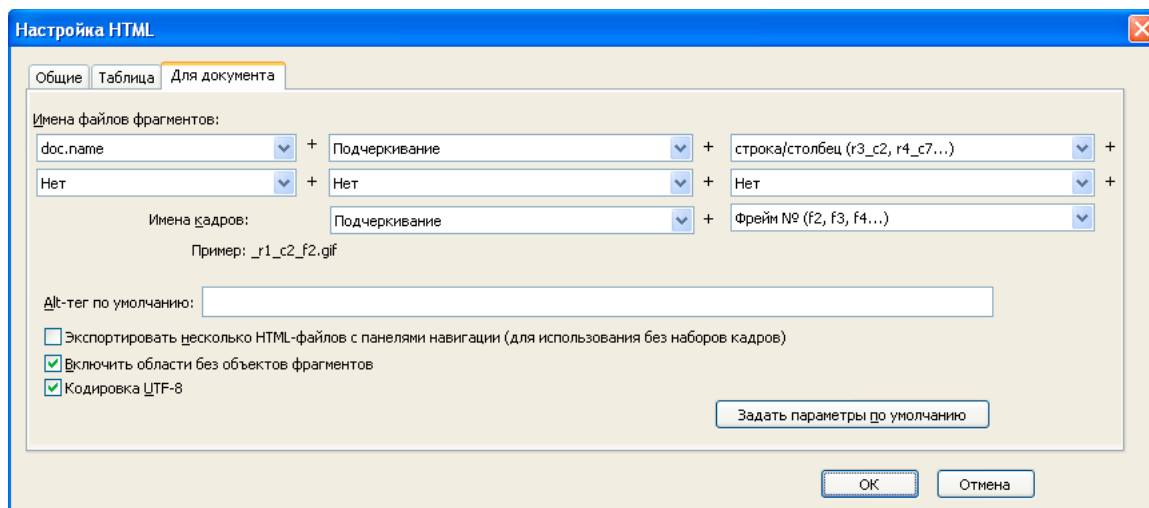 Настройка HTML
Общие Таблица Для документа
Имена файлов фрагментов:
doc.name + Подчеркивание + строка/столбец (r3_c2, r4_c7...) +
Нет + Нет + Нет +
Имена кадров: Подчеркивание + Фрейм № (f2, f3, f4...)
Пример: _r1_c2_f2.gif
Alt-тег по умолчанию:
Экспортировать несколько HTML-файлов с панелями навигации (для использования без наборов кадров)
Включить области без объектов фрагментов
Кодировка UTF-8
Задать параметры по умолчанию
OK Отмена